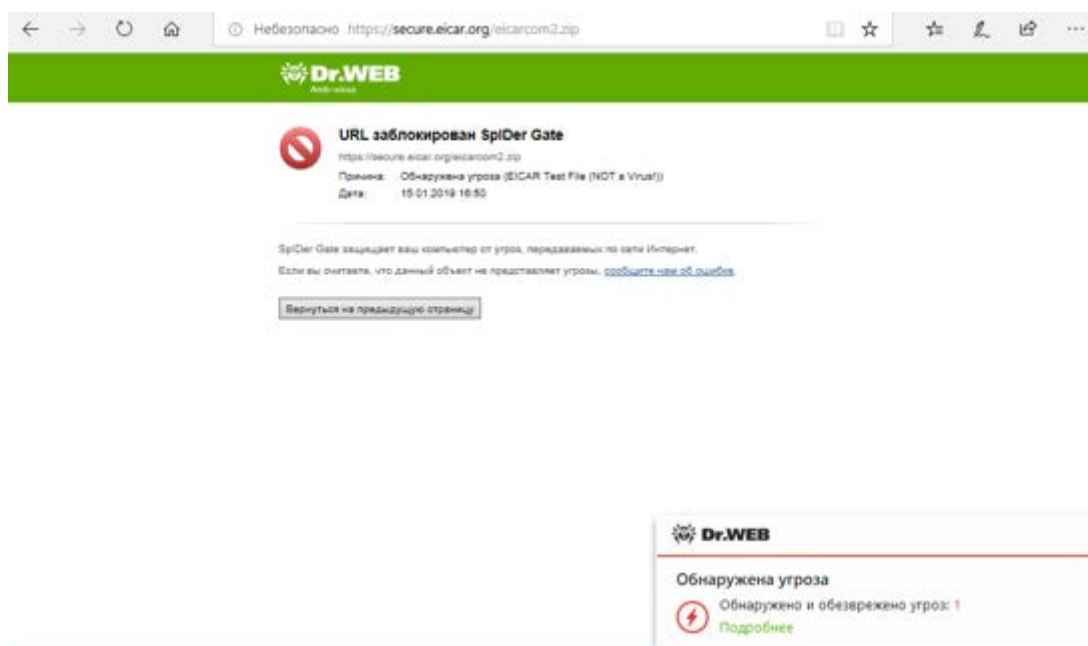 Небезопасно https://secure.eicar.org/eicarcom2.zip
Dr.WEB
Anti-virus
URL заблокирован SpIDer Gate
https://secure.eicar.org/eicarcom2.zip
Причина: Обнаружена угроза (EICAR Test File (NOT a Virus!))
Дата: 15.01.2019 16:50
SpIDer Gate защищает ваш компьютер от угроз, передаваемых по сети Интернет.
Если вы считаете, что данный объект не представляет угрозы, сообщите нам об ошибке.
Вернуться на предыдущую страницу
Dr.WEB
Обнаружена угроза
Обнаружено и обезврежено угроз: 1
Подробнее